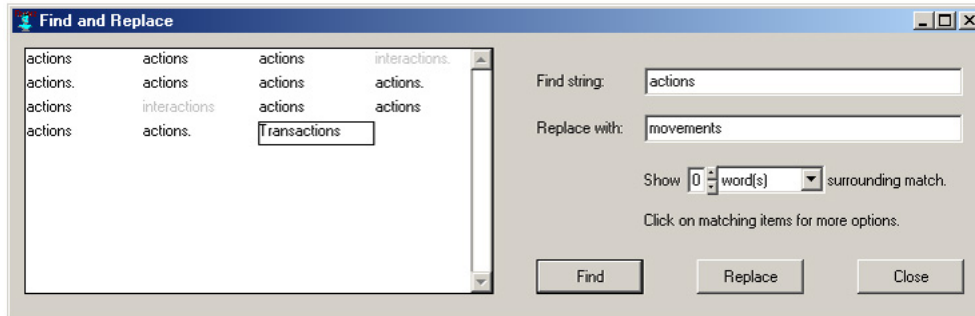 Find and Replace
actions actions actions interactions.
actions. actions actions actions.
actions interactions actions actions
actions actions. Transactions
Find string: actions
Replace with: movements
Show 0 word(s) surrounding match.
Click on matching items for more options.
Find Replace Close